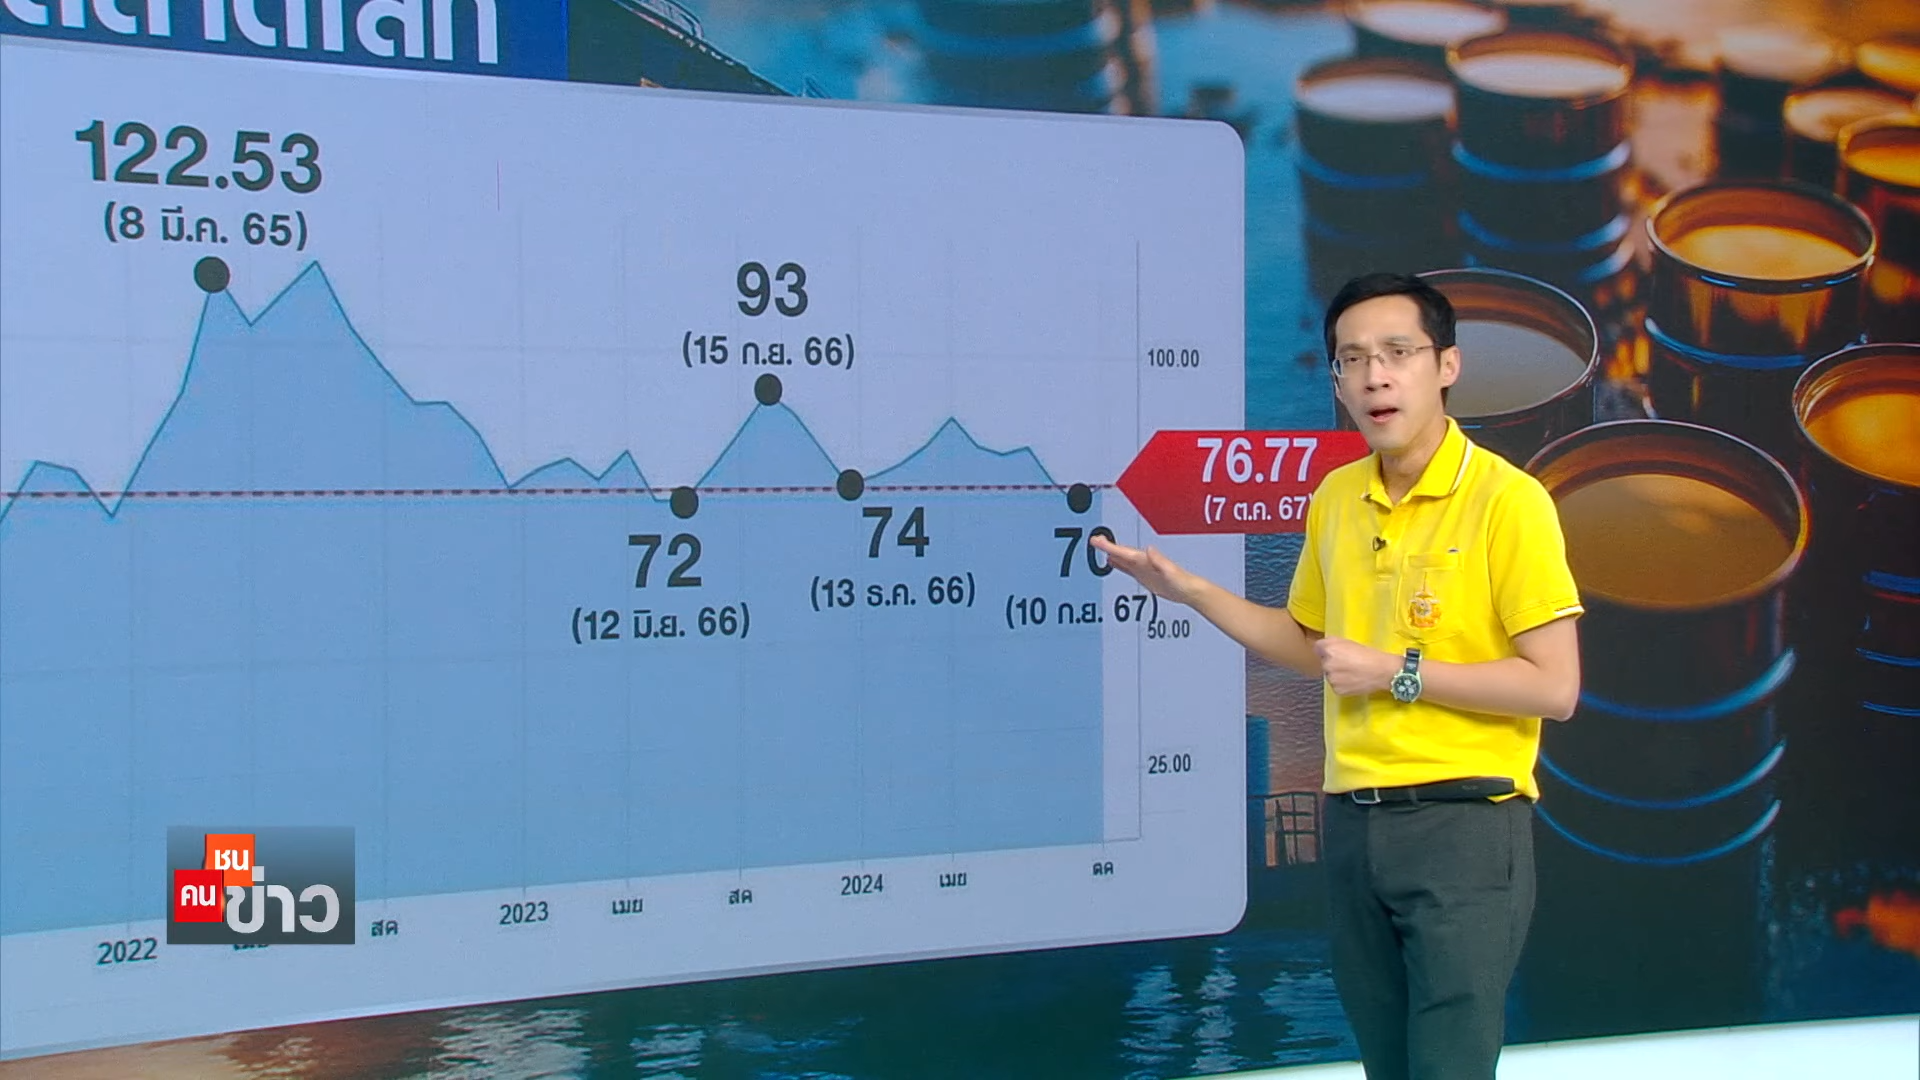 122.53
(8 มี.ค. 65)
93
(15 ก.ย. 66)
100.00
76.77
(7 ต.ค. 67)
72
(12 มิ.ย. 66)
74
(13 ธ.ค. 66)
70
(10 ก.ย. 67)
50.00
25.00
2022
สค
2023
เมย
สค
2024
เมย
ตค
ชน
คน
ข่าว